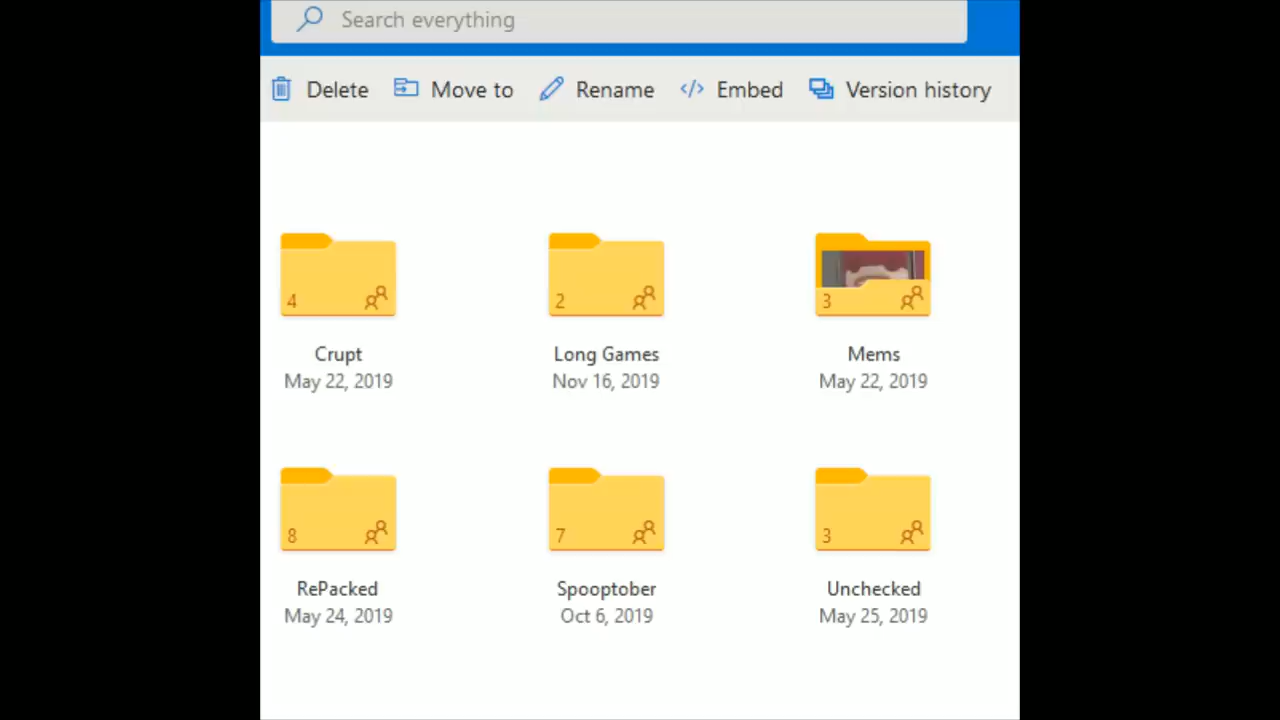 Search everything
Delete Move to Rename Embed Version history
4 2 3
Crupt Long Games Mems
May 22, 2019 Nov 16, 2019 May 22, 2019
8 7 3
RePacked Spooptober Unchecked
May 24, 2019 Oct 6, 2019 May 25, 2019